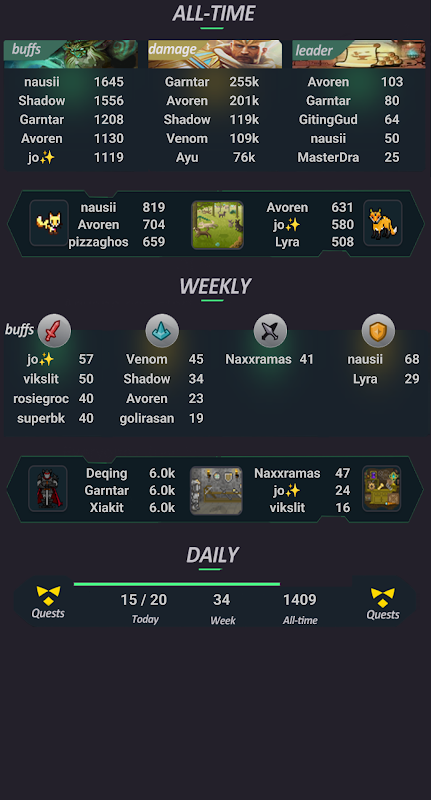 ALL-TIME
buffs damage leader
nausii 1645 Garntar 255k Avoren 103
Shadow 1556 Avoren 201k Garntar 80
Garntar 1208 Shadow 119k GitingGud 64
Avoren 1130 Venom 109k nausii 50
jo✨ 1119 Ayu 76k MasterDra 25
nausii 819 Avoren 631
Avoren 704 jo✨ 580
pizzaghos 659 Lyra 508
WEEKLY
buffs
jo✨ 57 Venom 45 Naxxramas 41 nausii 68
vikslit 50 Shadow 34 Lyra 29
rosiegroc 40 Avoren 23
superbk 40 golirasan 19
Deqing 6.0k Naxxramas 47
Garntar 6.0k jo✨ 24
Xiakit 6.0k vikslit 16
DAILY
15 / 20 34 1409
Quests Today Week All-time Quests